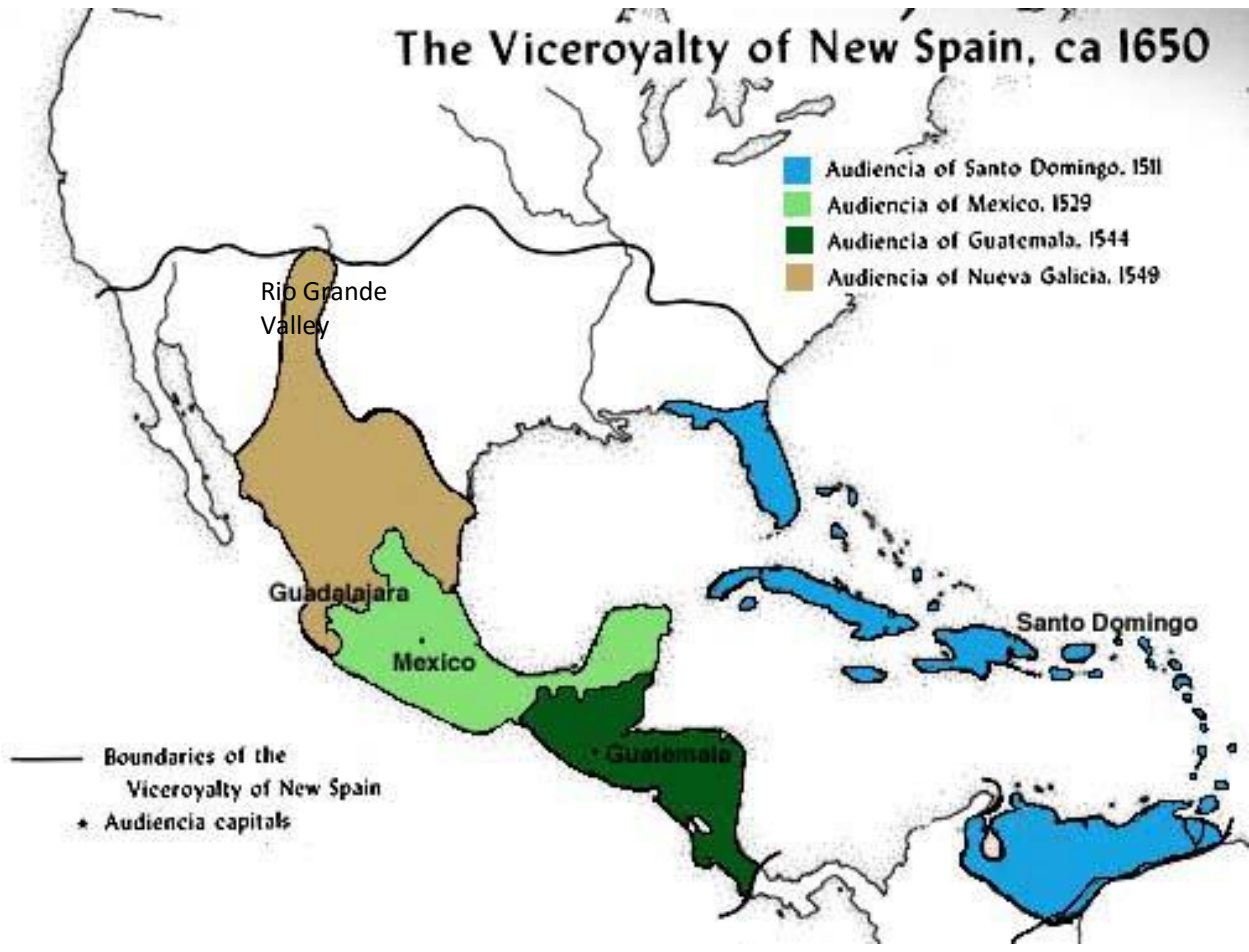 The Viceroyalty of New Spain, ca 1650
Audiencia of Santo Domingo, 1511
Audiencia of Mexico, 1529
Audiencia of Guatemala, 1544
Audiencia of Nueva Galicia, 1549
Rio Grande
Valley
Guadalajara
Santo Domingo
Mexico
Guatemala
Boundaries of the
Viceroyalty of New Spain
* Audiencia capitals